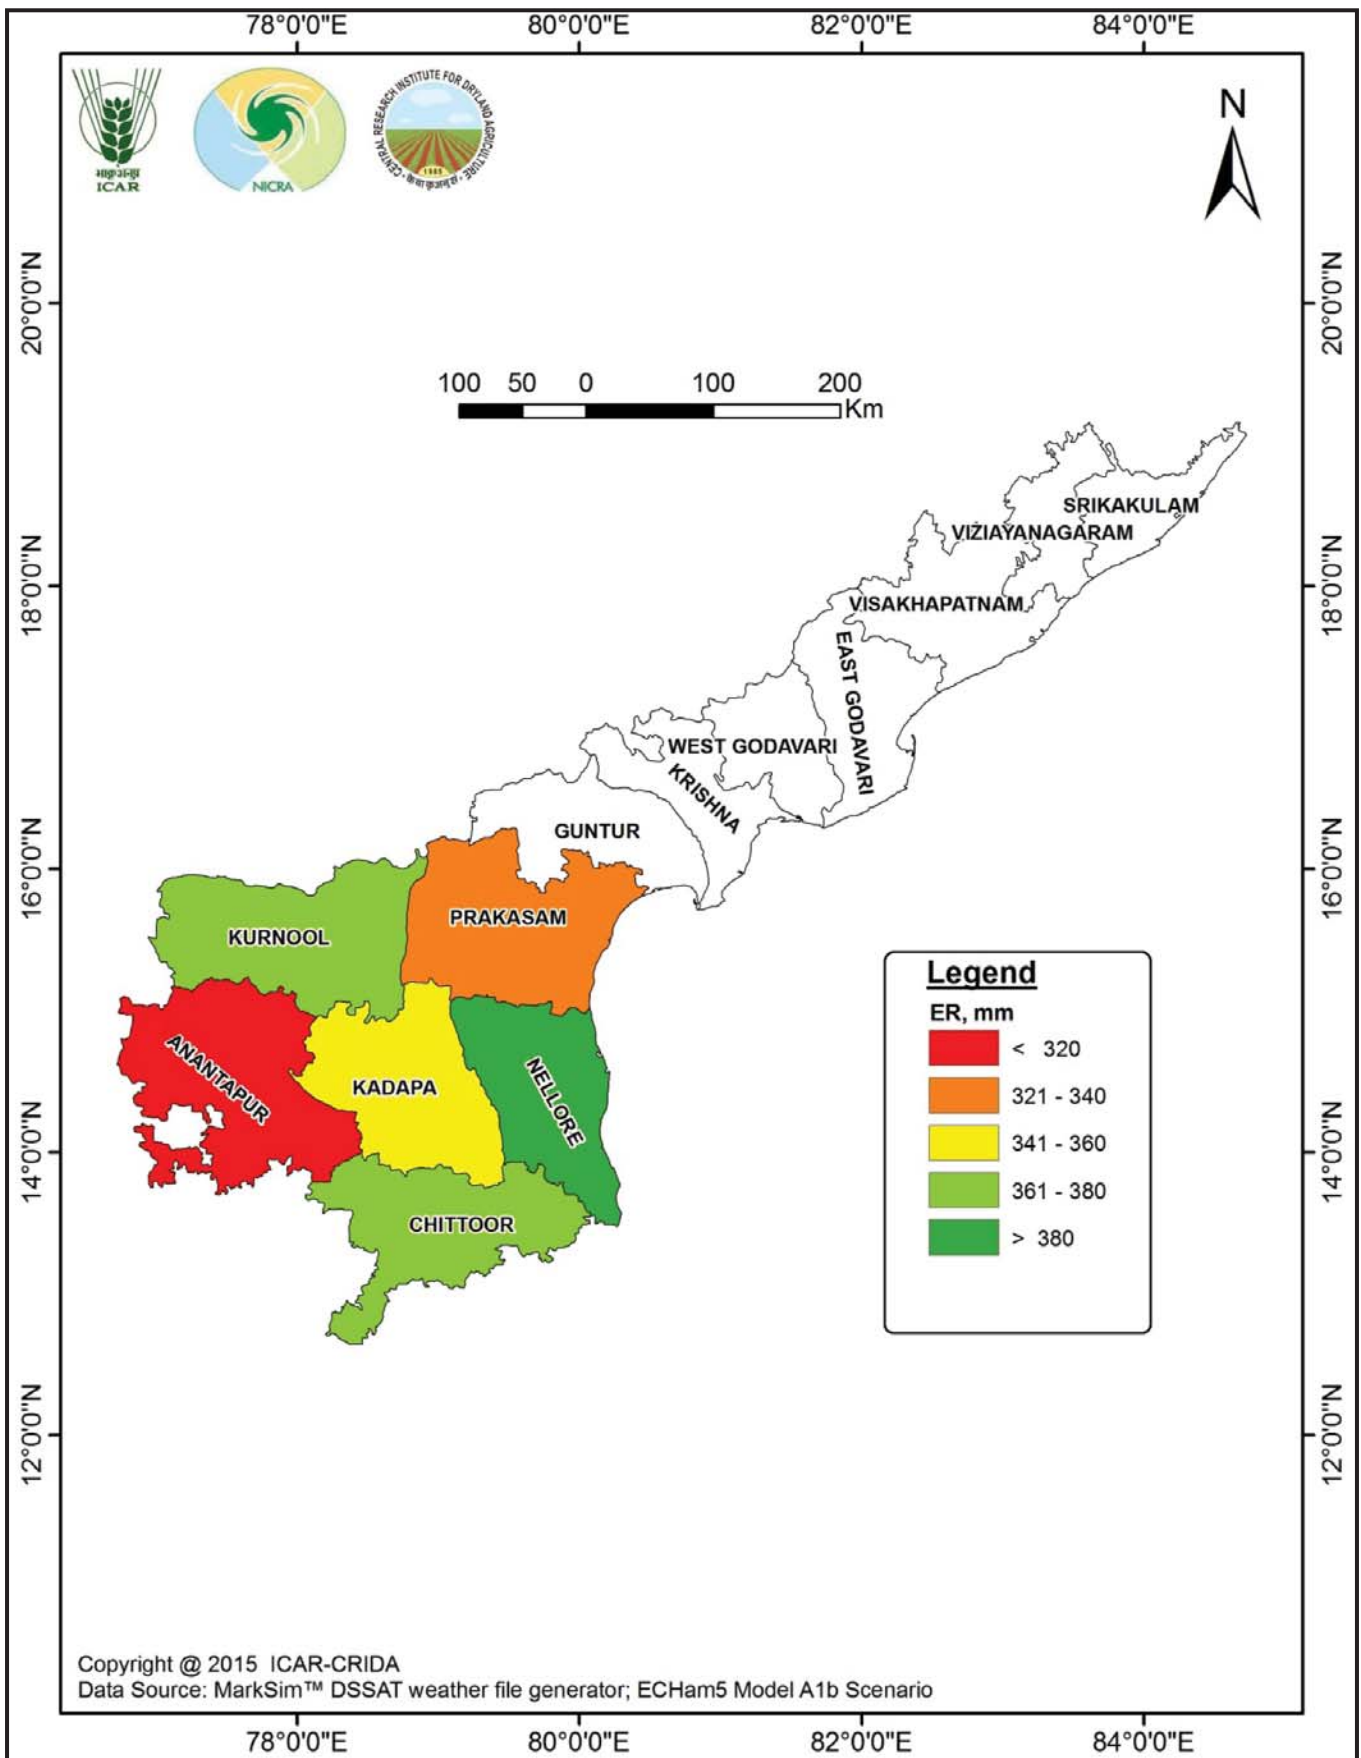 78°0'0"E 80°0'0"E 82°0'0"E 84°0'0"E
ICAR
NICRA
CENTRAL RESEARCH INSTITUTE FOR DRYLAND AGRICULTURE
1985
N
20°0'0"N 20°0'0"N
100 50 0 100 200
Km
SRIKAKULAM
VIZIAYANAGARAM
18°0'0"N 18°0'0"N
VISAKHAPATNAM
EAST GODAVARI
WEST GODAVARI
KRISHNA
GUNTUR
16°0'0"N 16°0'0"N
PRAKASAM
KURNOOL
ANANTAPUR
KADAPA
NELLORE
14°0'0"N 14°0'0"N
CHITTOOR
Legend
ER, mm
< 320
321 - 340
341 - 360
361 - 380
> 380
12°0'0"N 12°0'0"N
Copyright @ 2015 ICAR-CRIDA
Data Source: MarkSim™ DSSAT weather file generator; ECHam5 Model A1b Scenario
78°0'0"E 80°0'0"E 82°0'0"E 84°0'0"E